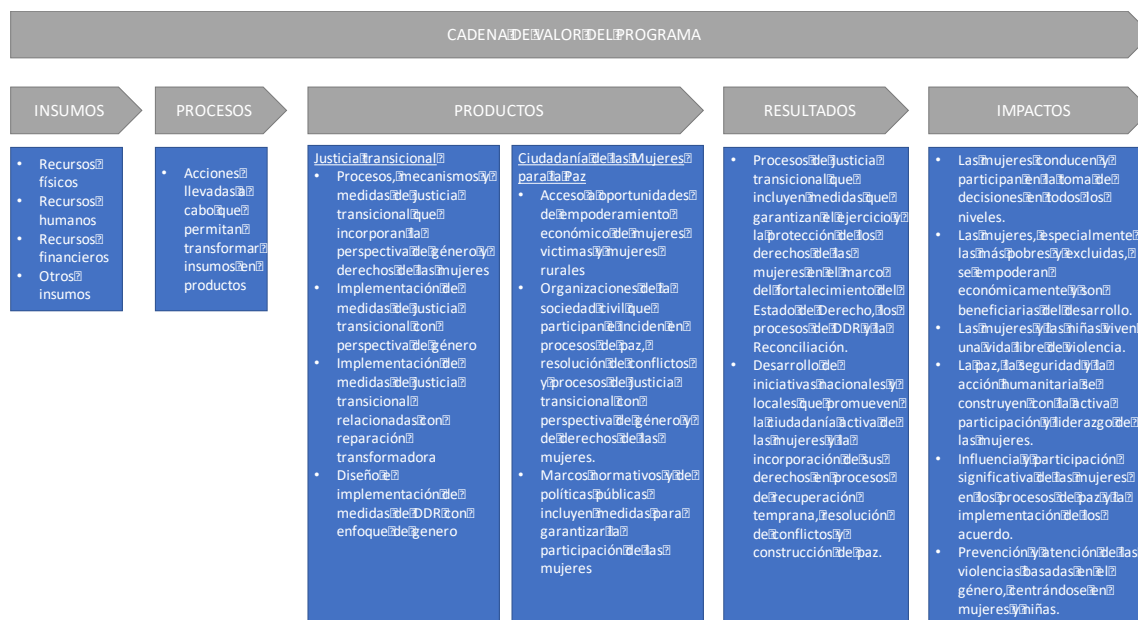 CADENA DE VALOR DEL PROGRAMA
INSUMOS
PROCESOS
PRODUCTOS
RESULTADOS
IMPACTOS
• Recursos
físicos
• Recursos
humanos
• Recursos
financieros
• Otros
insumos
• Acciones
llevadas a
cabo que
permitan
transformar
insumos en
productos
Justicia transicional
• Procesos, mecanismos y
medidas de justicia
transicional que
incorporan la
perspectiva de género y
derechos de las mujeres
• Implementación de
medidas de justicia
transicional con
perspectiva de género
• Implementación de
medidas de justicia
transicional
relacionadas con
reparación
transformadora
• Diseño e
implementación de
medidas de DDR con
enfoque de genero
Ciudadanía de las Mujeres
para la Paz
• Acceso a oportunidades
de empoderamiento
económico de mujeres
victimas y mujeres
rurales
• Organizaciones de la
sociedad civil que
participan e inciden en
procesos de paz,
resolución de conflictos
y procesos de justicia
transicional con
perspectiva de género y
de derechos de las
mujeres.
• Marcos normativos y de
políticas públicas
incluyen medidas para
garantizar la
participación de las
mujeres
• Procesos de justicia
transicional que
incluyen medidas que
garantizan el ejercicio y
la protección de los
derechos de las
mujeres en el marco
del fortalecimiento del
Estado de Derecho, los
procesos de DDR y la
Reconciliación.
• Desarrollo de
iniciativas nacionales y
locales que promueven
la ciudadanía activa de
las mujeres y la
incorporación de sus
derechos en procesos
de recuperación
temprana, resolución
de conflictos y
construcción de paz.
• Las mujeres conducen y
participan en la toma de
decisiones en todos los
niveles.
• Las mujeres, especialmente
las más pobres y excluidas,
se empoderan
económicamente y son
beneficiarias del desarrollo.
• Las mujeres y las niñas viven
una vida libre de violencia.
• La paz, la seguridad y la
acción humanitaria se
construyen con la activa
participación y liderazgo de
las mujeres.
• Influencia y participación
significativa de las mujeres
en los procesos de paz y la
implementación de los
acuerdo.
• Prevención y atención de las
violencias basadas en el
género, centrándose en
mujeres y niñas.